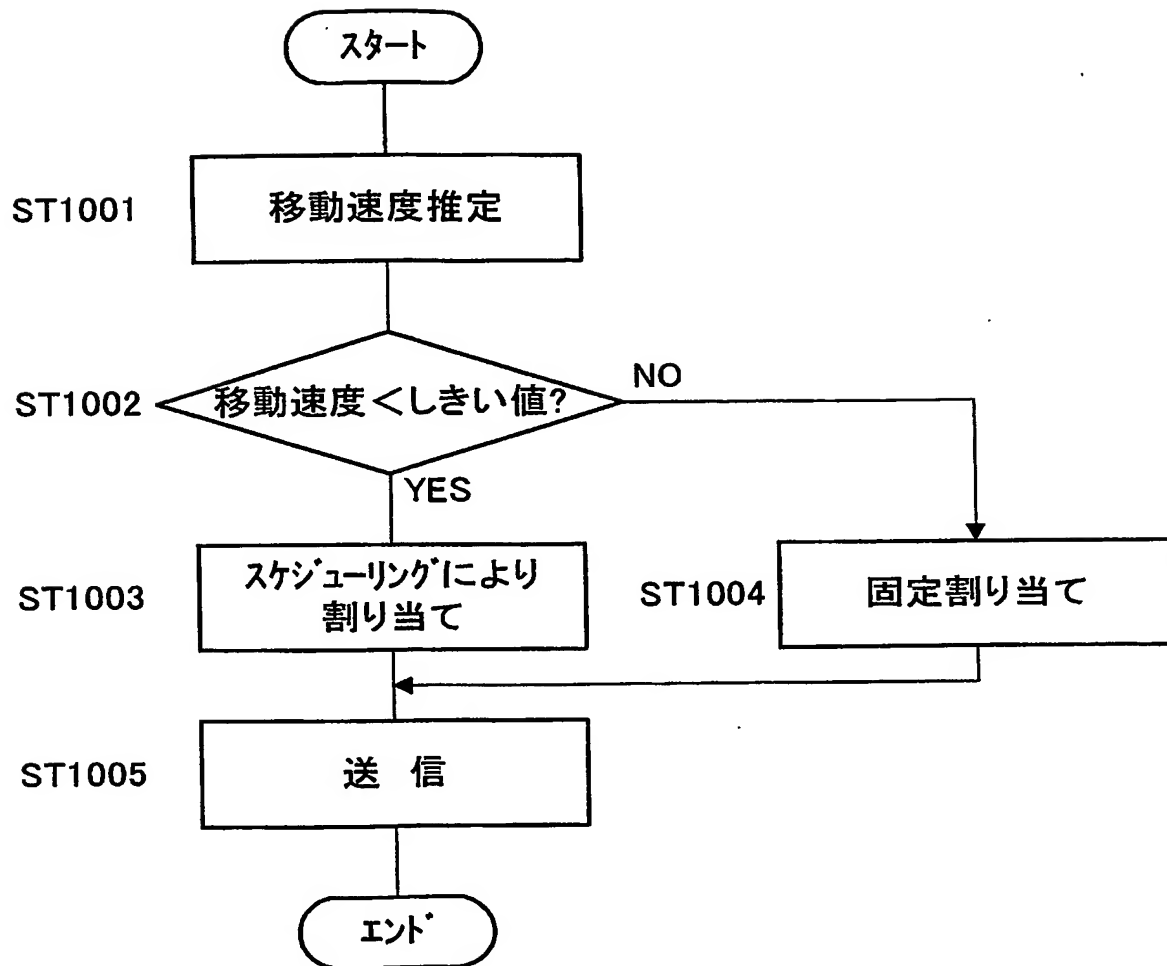 スタート
ST1001
移動速度推定
ST1002
移動速度<しきい値?
NO
YES
ST1003
スケジューリングにより
割り当て
ST1004
固定割り当て
ST1005
送 信
エンド